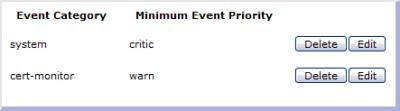 Event Category Minimum Event Priority
system critic Delete Edit
cert-monitor warn Delete Edit